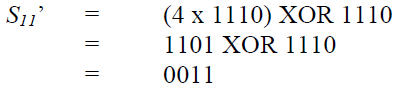 S11’ = (4 x 1110) XOR 1110
= 1101 XOR 1110
= 0011